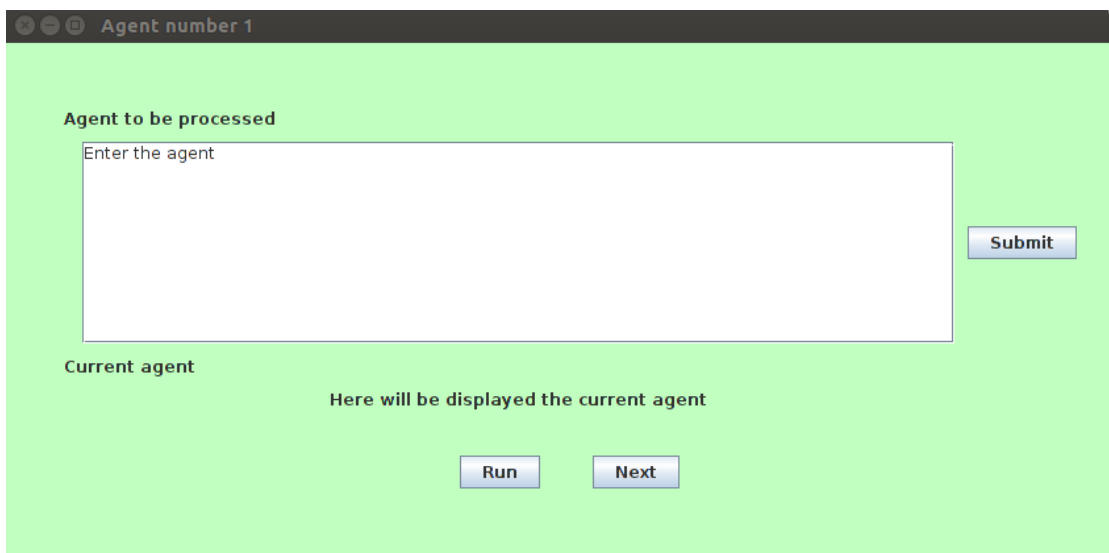 Agent number 1
Agent to be processed
Enter the agent
Submit
Current agent
Here will be displayed the current agent
Run Next